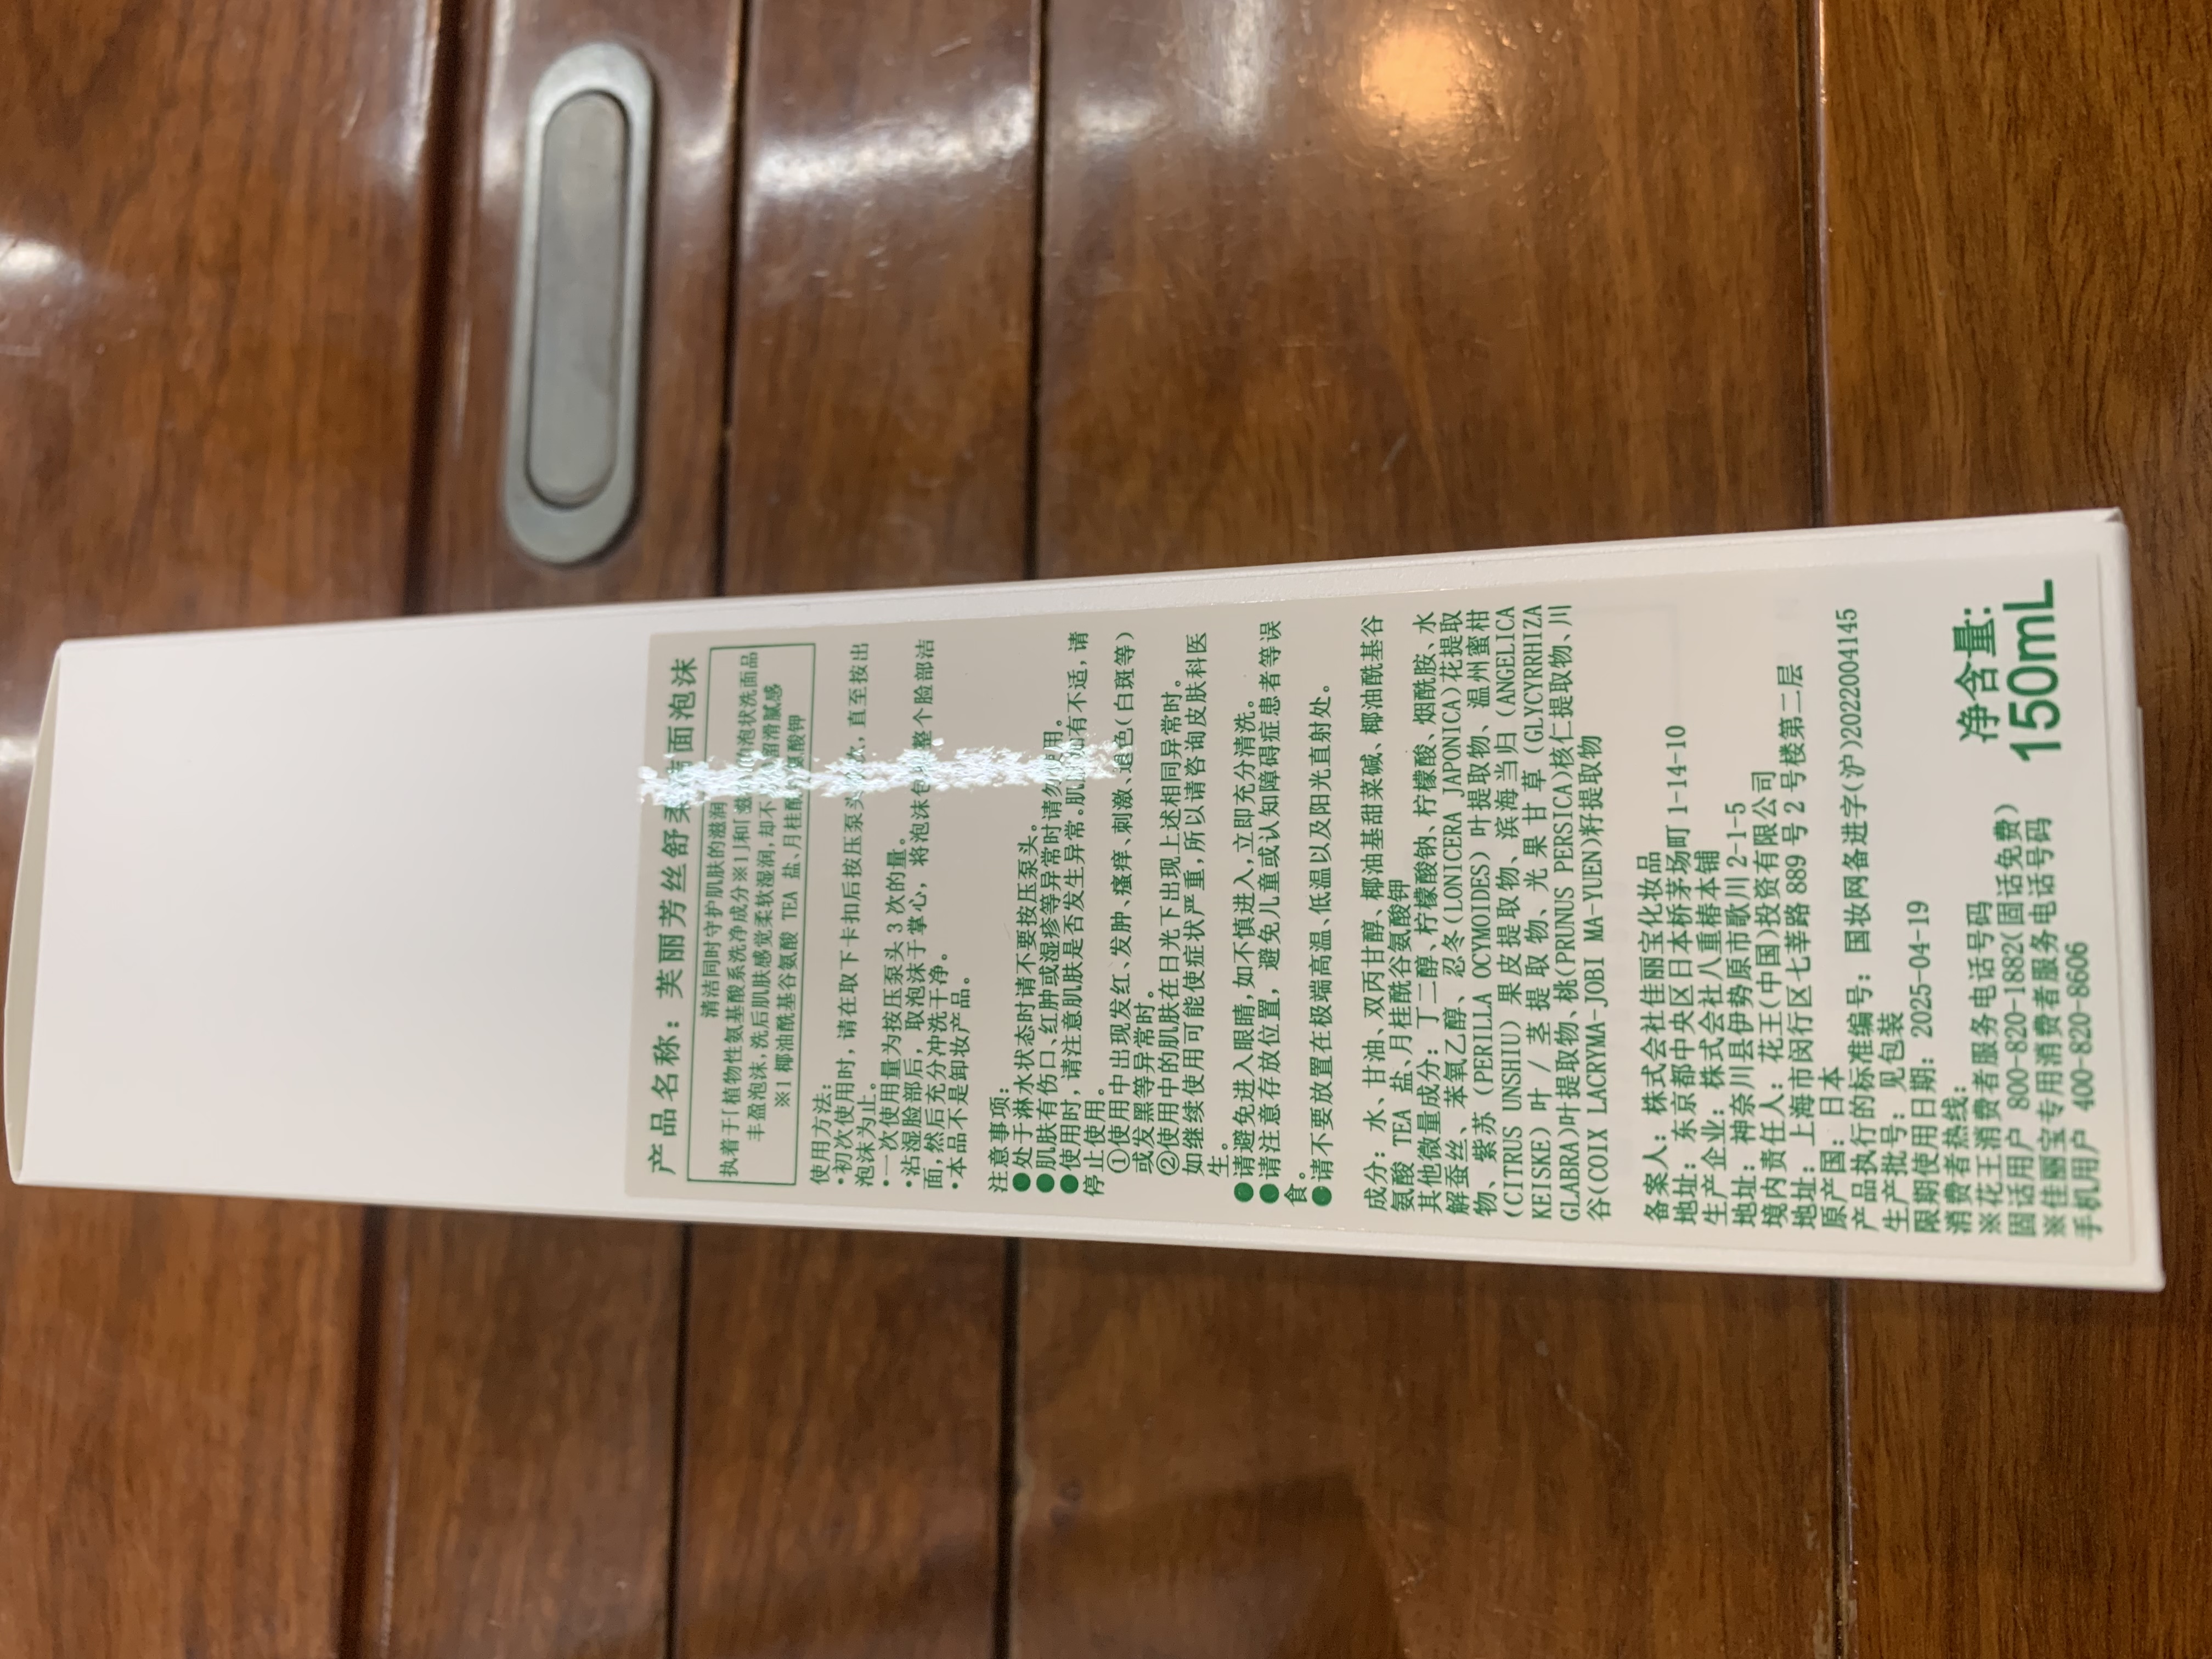 产品名称：芙丽芳丝舒柔洁面泡沫
清洁同时守护肌肤的滋润
执着于「植物性氨基酸系洗净成分※1」和「滋 泡状洗面品
丰盈泡沫,洗后肌肤感觉柔软湿润,却不 留滑腻感
※1 椰油酰基谷氨酸 TEA 盐、月桂酰 氨酸钾
使用方法：
·初次使用时，请在取下卡扣后按压泵头 次，直至按出
泡沫为止。
·一次使用量为按压泵头 3 次的量。
·沾湿脸部后，取泡沫于掌心，将泡沫包 整个脸部洁
面,然后充分冲洗干净。
·本品不是卸妆产品。
注意事项：
●处于淋水状态时请不要按压泵头。
●肌肤有伤口、红肿或湿疹等异常时请勿使用。
●使用时，请注意肌肤是否发生异常.肌肤如有不适,请
停止使用。
①使用中出现发红、发肿、瘙痒、刺激、退色(白斑等)
或发黑等异常时。
②使用中的肌肤在日光下出现上述相同异常时。
如继续使用可能使症状严重,所以请咨询皮肤科医
生。
●请避免进入眼睛,如不慎进入,立即充分清洗。
●请注意存放位置，避免儿童或认知障碍症患者等误
食。
●请不要放置在极端高温、低温以及阳光直射处。
成分：水、甘油、双丙甘醇、椰油基甜菜碱、椰油酰基谷
氨酸 TEA 盐、月桂酰谷氨酸钾
其他微量成分：丁二醇、柠檬酸钠、柠檬酸、烟酰胺、水
解蚕丝、苯氧乙醇、忍冬(LONICERA JAPONICA)花提取
物、紫苏 (PERILLA OCYMOIDES) 叶提取物、温州蜜柑
(CITRUS UNSHIU) 果皮提取物、滨海当归 (ANGELICA
KEISKE) 叶 / 茎提取物、光果甘草 (GLYCYRRHIZA
GLABRA)叶提取物、桃(PRUNUS PERSICA)核仁提取物、川
谷(COIX LACRYMA-JOBI MA-YUEN)籽提取物
备案人：株式会社佳丽宝化妆品
地址：东京都中央区日本桥茅场町 1-14-10
生产企业：株式会社八重椿本铺
地址：神奈川县伊势原市歌川 2-1-5
境内责任人：花王(中国)投资有限公司
地址：上海市闵行区七莘路 889 号 2 号楼第二层
原产国：日本
产品执行的标准编号：国妆网备进字(沪)2022004145
生产批号：见包装
限期使用日期：2025-04-19
消费者热线：
※花王消费者服务电话号码
固话用户 800-820-1882(固话免费)
※佳丽宝专用消费者服务电话号码
手机用户 400-820-8606
净含量：
150mL